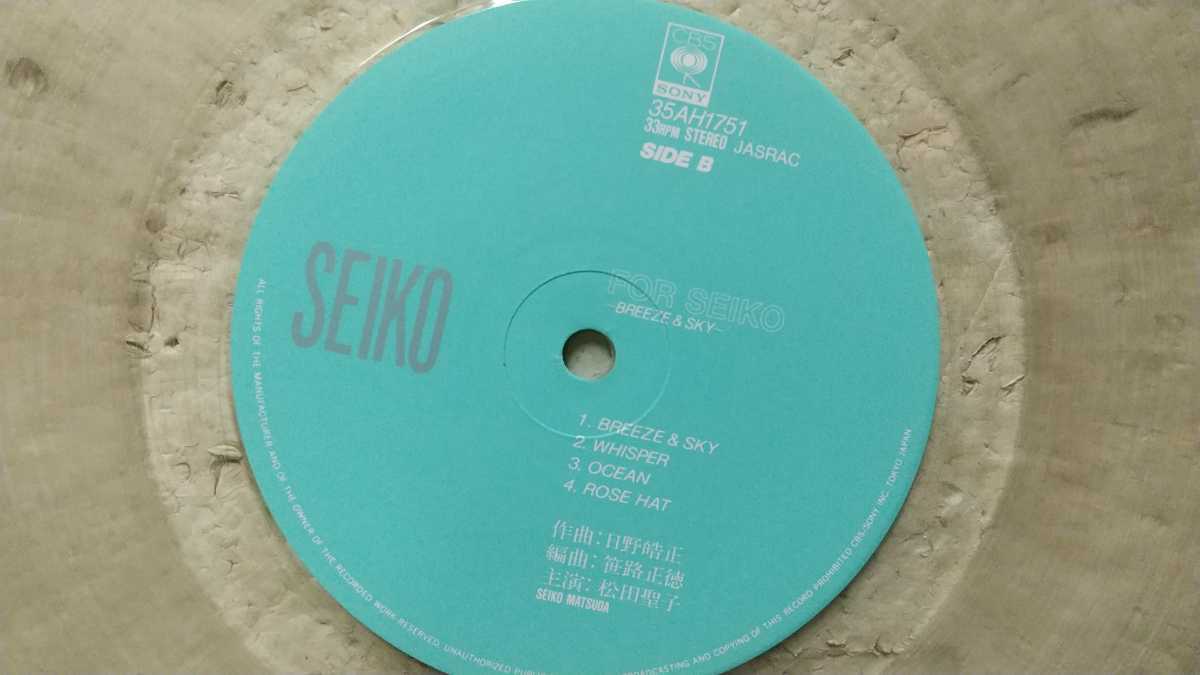 CBS
SONY
35AH1751
33RPM STEREO JASRAC
SIDE B
SEIKO
FOR SEIKO
~BREEZE & SKY~
1. BREEZE & SKY
2. WHISPER
3. OCEAN
4. ROSE HAT
作曲:日野皓正
編曲:笹路正徳
主演:松田聖子
SEIKO MATSUDA
ALL RIGHTS OF THE MANUFACTURER AND OF THE OWNER OF THE RECORDED WORK RESERVED. UNAUTHORIZED BROADCASTING AND COPYING OF THIS RECORD PROHIBITED CBS/SONY INC. TOKYO JAPAN